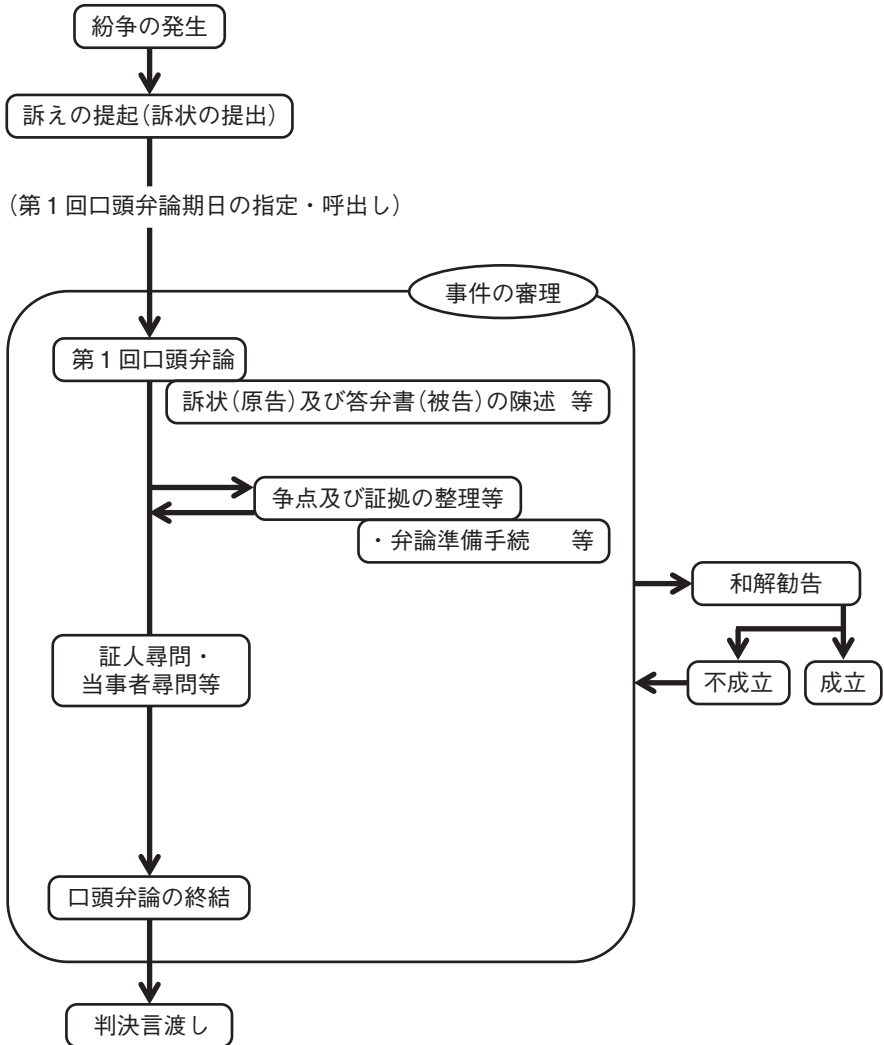 紛争の発生
訴えの提起（訴状の提出）
（第１回口頭弁論期日の指定・呼出し）
事件の審理
第１回口頭弁論
訴状（原告）及び答弁書（被告）の陳述 等
争点及び証拠の整理等
・弁論準備手続 等
和解勧告
証人尋問・
当事者尋問等
不成立
成立
口頭弁論の終結
判決言渡し